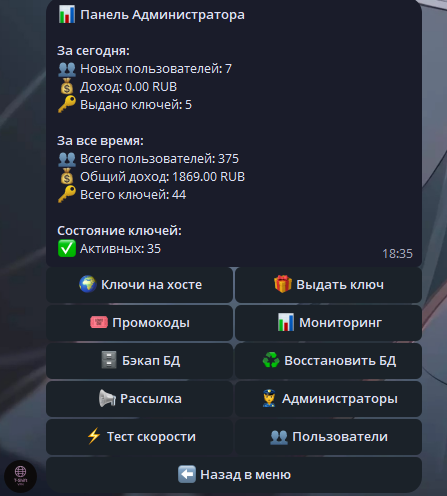 📊 Панель Администратора
За сегодня:
👥 Новых пользователей: 7
💰 Доход: 0.00 RUB
🔑 Выдано ключей: 5
За все время:
👥 Всего пользователей: 375
💰 Общий доход: 1869.00 RUB
🔑 Всего ключей: 44
Состояние ключей:
✅ Активных: 35
18:35
🌍 Ключи на хосте
🎁 Выдать ключ
🎟 Промокоды
📊 Мониторинг
🗄 Бэкап БД
♻️ Восстановить БД
📢 Рассылка
👮 Администраторы
⚡ Тест скорости
👥 Пользователи
⬅️ Назад в меню